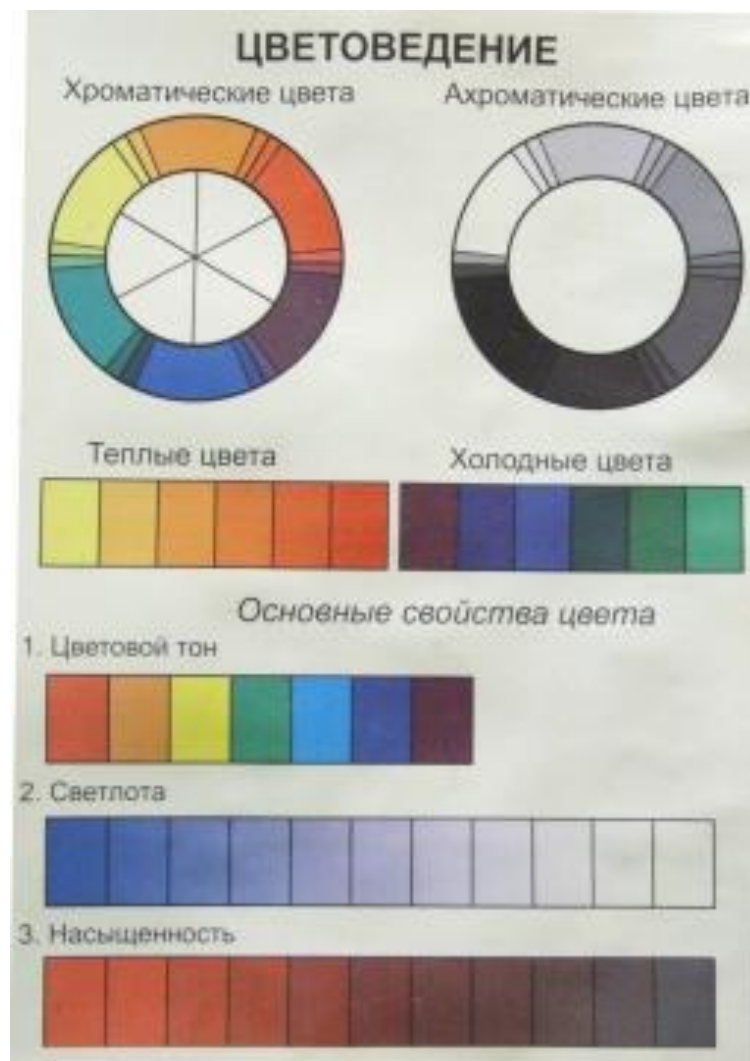 ЦВЕТОВЕДЕНИЕ
Хроматические цвета
Ахроматические цвета
Теплые цвета
Холодные цвета
Основные свойства цвета
1. Цветовой тон
2. Светлота
3. Насыщенность